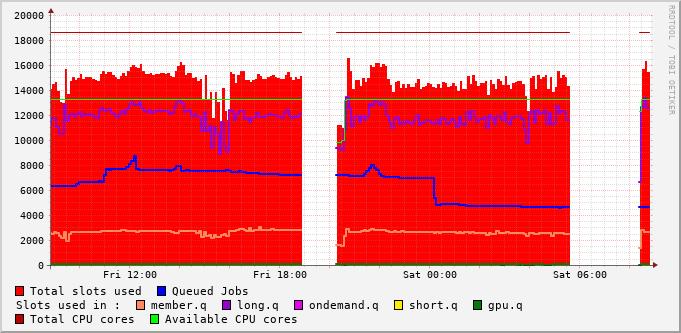 20000
18000
16000
14000
12000
10000
8000
6000
4000
2000
0
Fri 12:00 Fri 18:00 Sat 00:00 Sat 06:00
RRDTOOL / TOBI OETIKER
Total slots used Queued Jobs
Slots used in : member.q long.q ondemand.q short.q gpu.q
Total CPU cores Available CPU cores